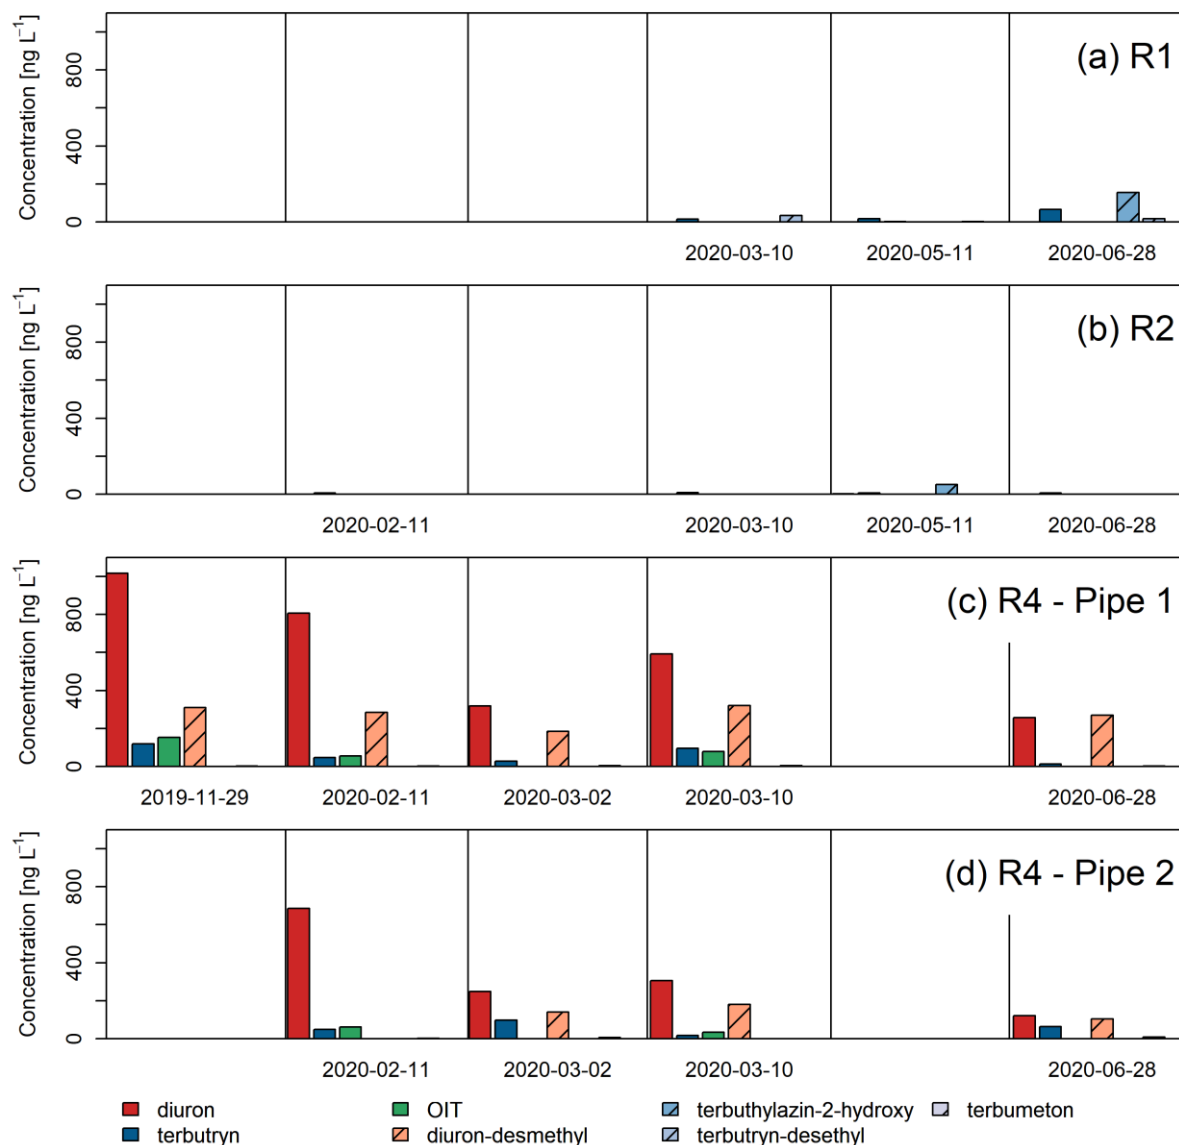 (a) R1
Concentration [ng L⁻¹]
800
400
0
2020-03-10 2020-05-11 2020-06-28
(b) R2
Concentration [ng L⁻¹]
800
400
0
2020-02-11 2020-03-10 2020-05-11 2020-06-28
(c) R4 - Pipe 1
Concentration [ng L⁻¹]
800
400
0
2019-11-29 2020-02-11 2020-03-02 2020-03-10 2020-06-28
(d) R4 - Pipe 2
Concentration [ng L⁻¹]
800
400
0
2020-02-11 2020-03-02 2020-03-10 2020-06-28
diuron OIT terbuthylazin-2-hydroxy terbumeton
terbutryn diuron-desmethyl terbutryn-desethyl